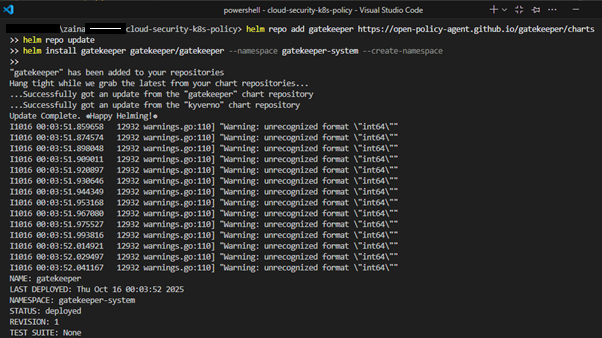 powershell - cloud-security-k8s-policy - Visual Studio Code
\zaina cloud-security-k8s-policy> helm repo add gatekeeper https://open-policy-agent.github.io/gatekeeper/charts
>> helm repo update
>> helm install gatekeeper gatekeeper/gatekeeper --namespace gatekeeper-system --create-namespace
>>
"gatekeeper" has been added to your repositories
Hang tight while we grab the latest from your chart repositories...
...Successfully got an update from the "gatekeeper" chart repository
...Successfully got an update from the "kyverno" chart repository
Update Complete. ⎈Happy Helming!⎈
I1016 00:03:51.859658   12932 warnings.go:110] "Warning: unrecognized format \"int64\""
I1016 00:03:51.874574   12932 warnings.go:110] "Warning: unrecognized format \"int64\""
I1016 00:03:51.898048   12932 warnings.go:110] "Warning: unrecognized format \"int64\""
I1016 00:03:51.909011   12932 warnings.go:110] "Warning: unrecognized format \"int64\""
I1016 00:03:51.920897   12932 warnings.go:110] "Warning: unrecognized format \"int64\""
I1016 00:03:51.930646   12932 warnings.go:110] "Warning: unrecognized format \"int64\""
I1016 00:03:51.944349   12932 warnings.go:110] "Warning: unrecognized format \"int64\""
I1016 00:03:51.953168   12932 warnings.go:110] "Warning: unrecognized format \"int64\""
I1016 00:03:51.967080   12932 warnings.go:110] "Warning: unrecognized format \"int64\""
I1016 00:03:51.975527   12932 warnings.go:110] "Warning: unrecognized format \"int64\""
I1016 00:03:51.993816   12932 warnings.go:110] "Warning: unrecognized format \"int64\""
I1016 00:03:52.014921   12932 warnings.go:110] "Warning: unrecognized format \"int64\""
I1016 00:03:52.029497   12932 warnings.go:110] "Warning: unrecognized format \"int64\""
I1016 00:03:52.041167   12932 warnings.go:110] "Warning: unrecognized format \"int64\""
NAME: gatekeeper
LAST DEPLOYED: Thu Oct 16 00:03:52 2025
NAMESPACE: gatekeeper-system
STATUS: deployed
REVISION: 1
TEST SUITE: None